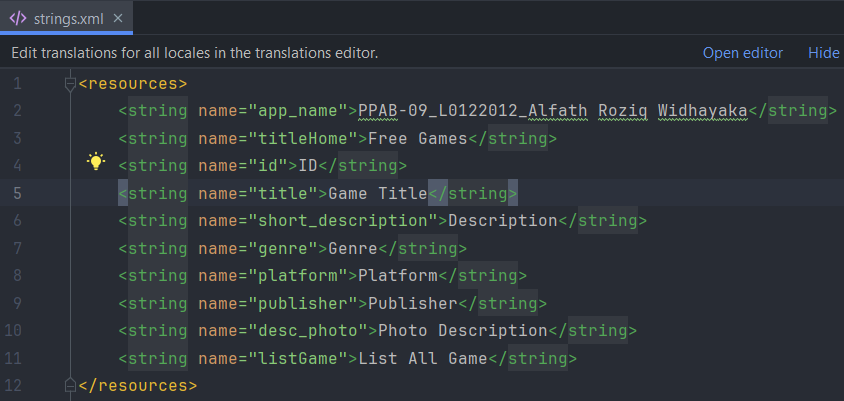 strings.xml
Edit translations for all locales in the translations editor. Open editor Hide
1 <resources>
2 <string name="app_name">PPAB-09_L0122012_Alfath Roziq Widhayaka</string>
3 <string name="titleHome">Free Games</string>
4 <string name="id">ID</string>
5 <string name="title">Game Title</string>
6 <string name="short_description">Description</string>
7 <string name="genre">Genre</string>
8 <string name="platform">Platform</string>
9 <string name="publisher">Publisher</string>
10 <string name="desc_photo">Photo Description</string>
11 <string name="listGame">List All Game</string>
12 </resources>